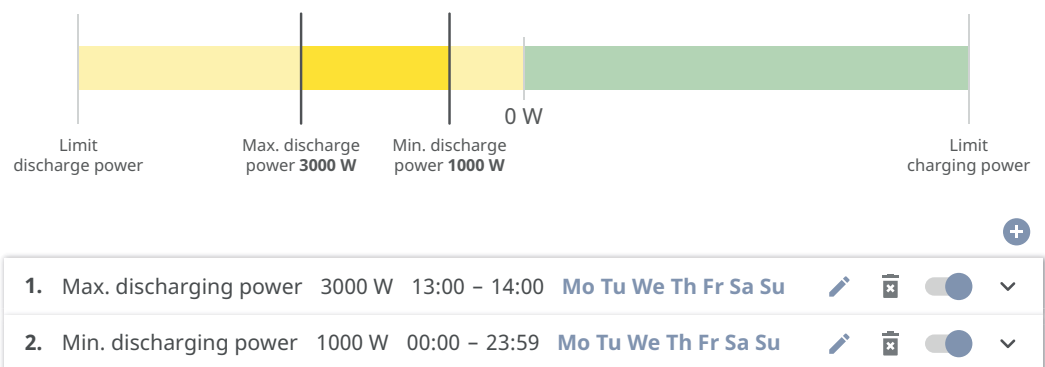 0 W
Limit
discharge power
Max. discharge
power 3000 W
Min. discharge
power 1000 W
Limit
charging power
1. Max. discharging power 3000 W 13:00 – 14:00 Mo Tu We Th Fr Sa Su
2. Min. discharging power 1000 W 00:00 – 23:59 Mo Tu We Th Fr Sa Su